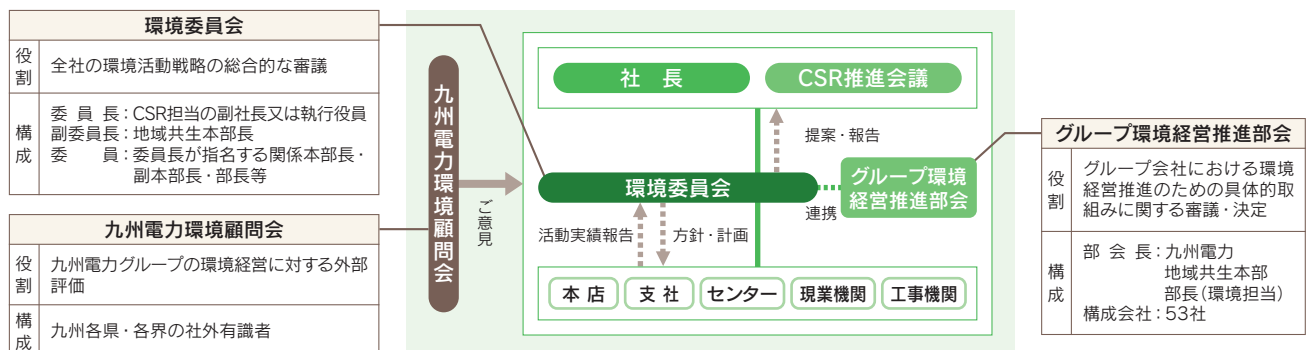 環境委員会
役割
全社の環境活動戦略の総合的な審議
構成
委員長：CSR担当の副社長又は執行役員
副委員長：地域共生本部長
委員：委員長が指名する関係本部長・
副本部長・部長等
九州電力環境顧問会
役割
九州電力グループの環境経営に対する外部
評価
構成
九州各県・各界の社外有識者
九州電力環境顧問会
ご意見
社長
CSR推進会議
提案・報告
環境委員会
グループ環境
経営推進部会
連携
活動実績報告
方針・計画
本店
支社
センター
現業機関
工事機関
グループ環境経営推進部会
役割
グループ会社における環境
経営推進のための具体的取
組みに関する審議・決定
構成
部会長：九州電力
地域共生本部
部長（環境担当）
構成会社：53社